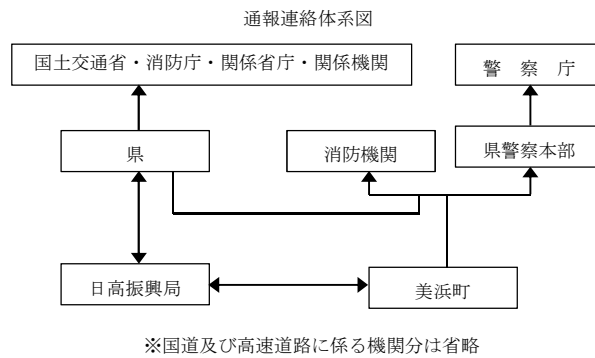 通報連絡体系図
国土交通省・消防庁・関係省庁・関係機関
警 察 庁
県
消防機関
県警察本部
日高振興局
美浜町
※国道及び高速道路に係る機関分は省略